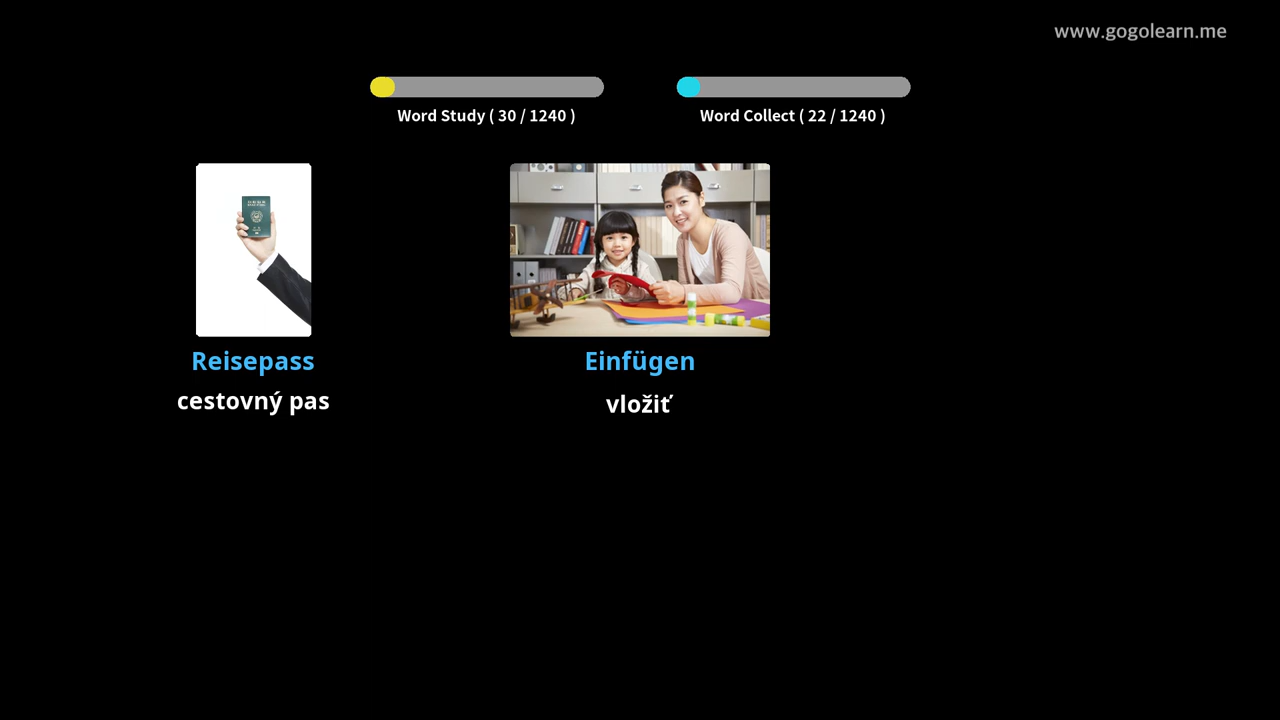 www.gogolearn.me
Word Study ( 30 / 1240 )
Word Collect ( 22 / 1240 )
Reisepass
Einfügen
cestovný pas
vložiť